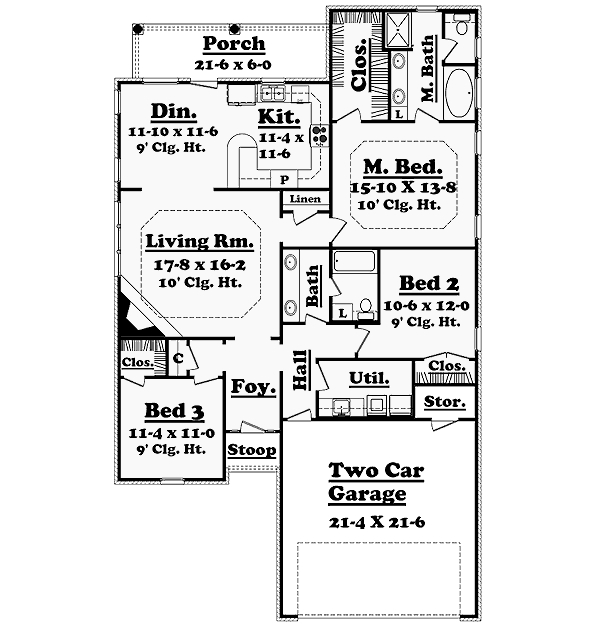 Porch
21-6 x 6-0
Clos.
M. Bath
L
Din.
11-10 x 11-6
9' Clg. Ht.
Kit.
11-4 x
11-6
P
M. Bed.
15-10 X 13-8
10' Clg. Ht.
Linen
Living Rm.
17-8 x 16-2
10' Clg. Ht.
Bath
L
Bed 2
10-6 x 12-0
9' Clg. Ht.
Clos.
C
Foy.
Hall
Util.
Clos.
Stor.
Bed 3
11-4 x 11-0
9' Clg. Ht.
Stoop
Two Car
Garage
21-4 X 21-6